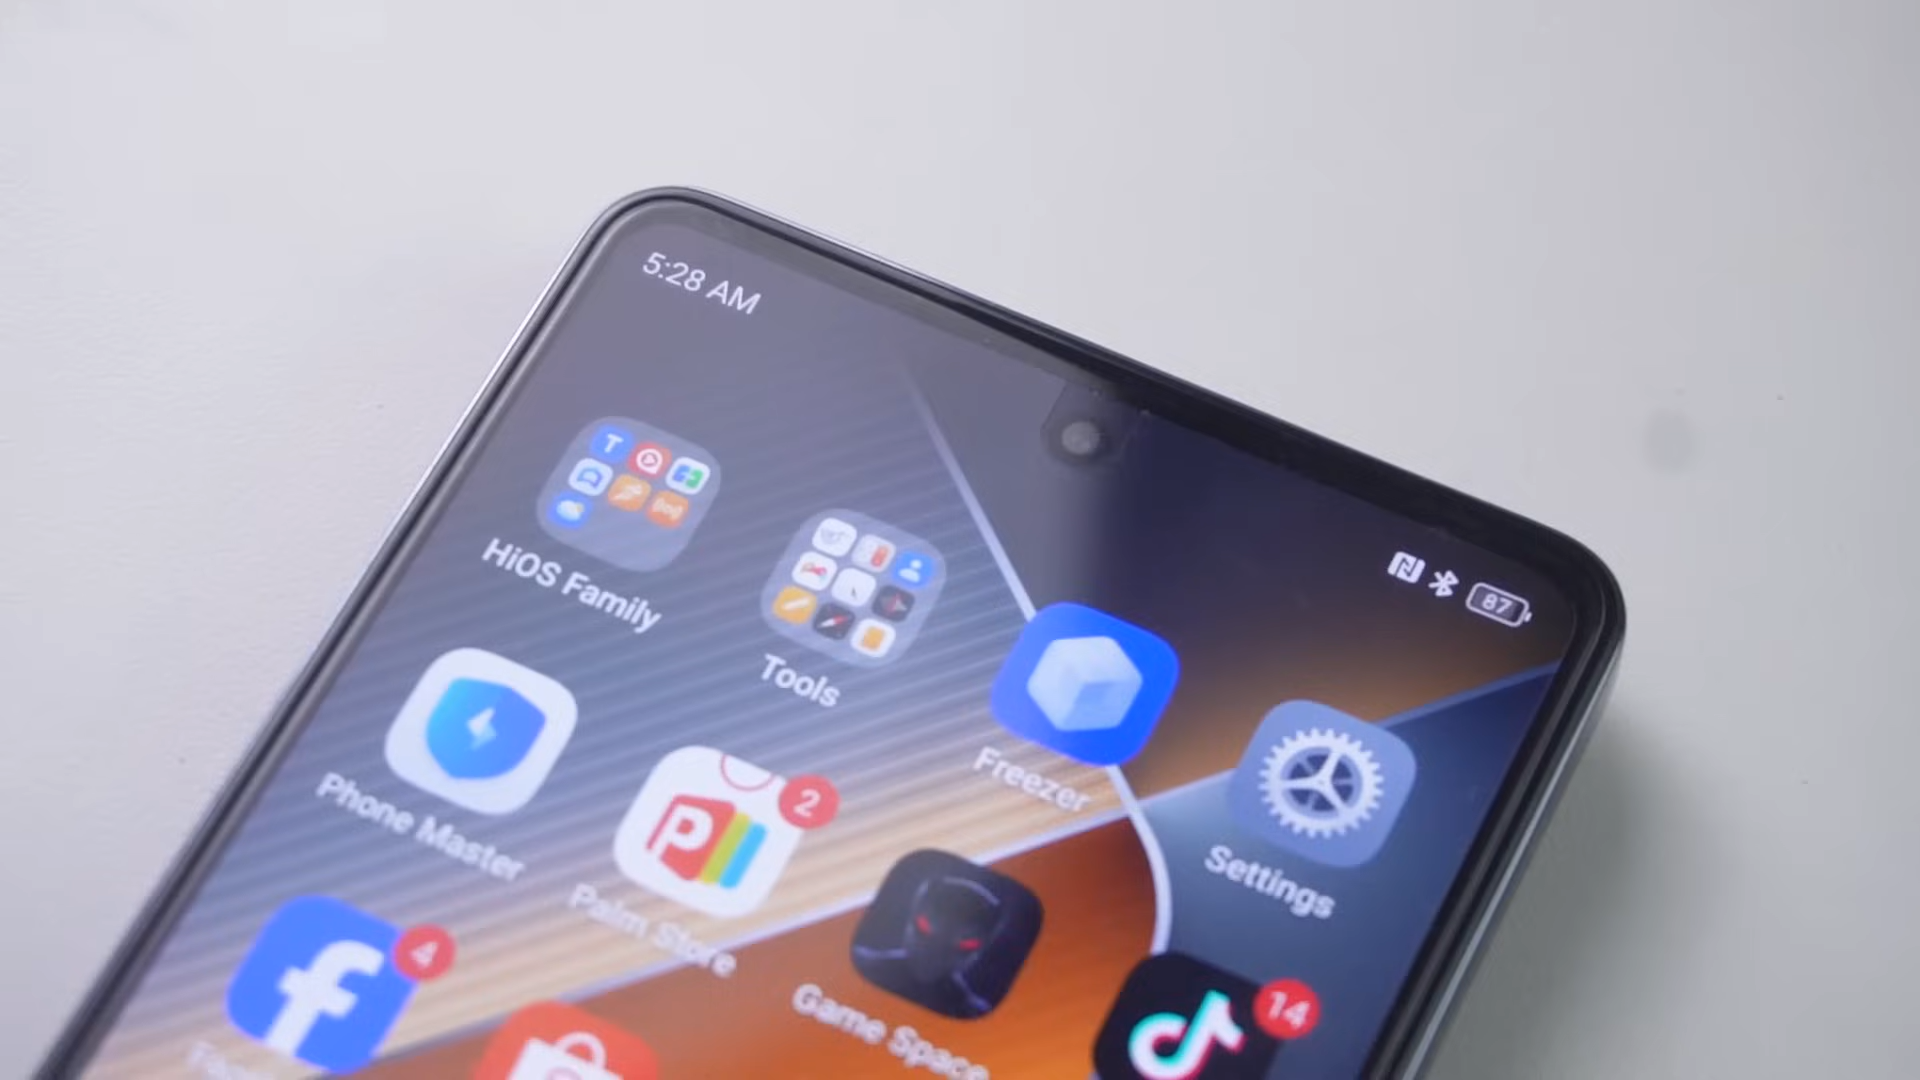 5:28 AM
87
HiOS Family
Tools
Freezer
Settings
Phone Master
2
Palm Store
Game Space
4
14